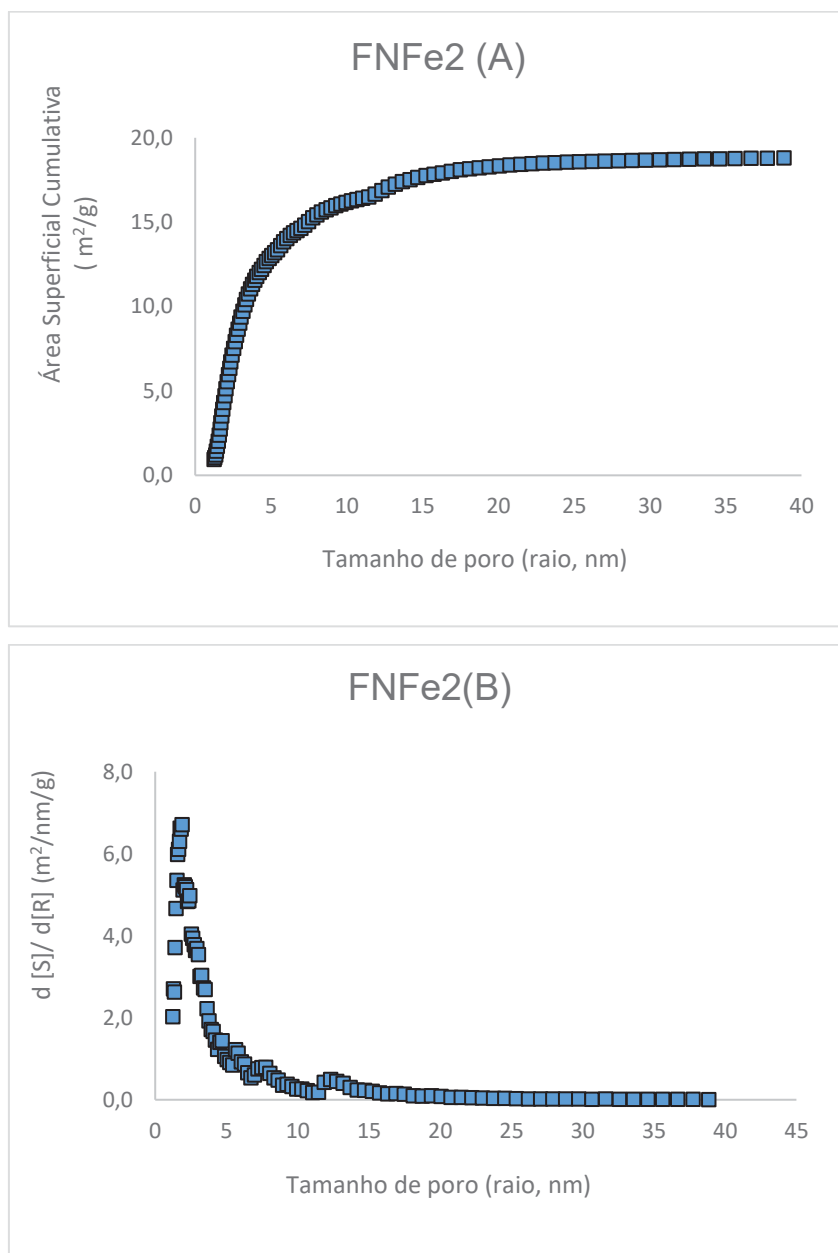 FNFe2 (A)
Área Superficial Cumulativa
( m²/g)
20,0
15,0
10,0
5,0
0,0
0 5 10 15 20 25 30 35 40
Tamanho de poro (raio, nm)
FNFe2(B)
d [S]/ d[R] (m²/nm/g)
8,0
6,0
4,0
2,0
0,0
0 5 10 15 20 25 30 35 40 45
Tamanho de poro (raio, nm)